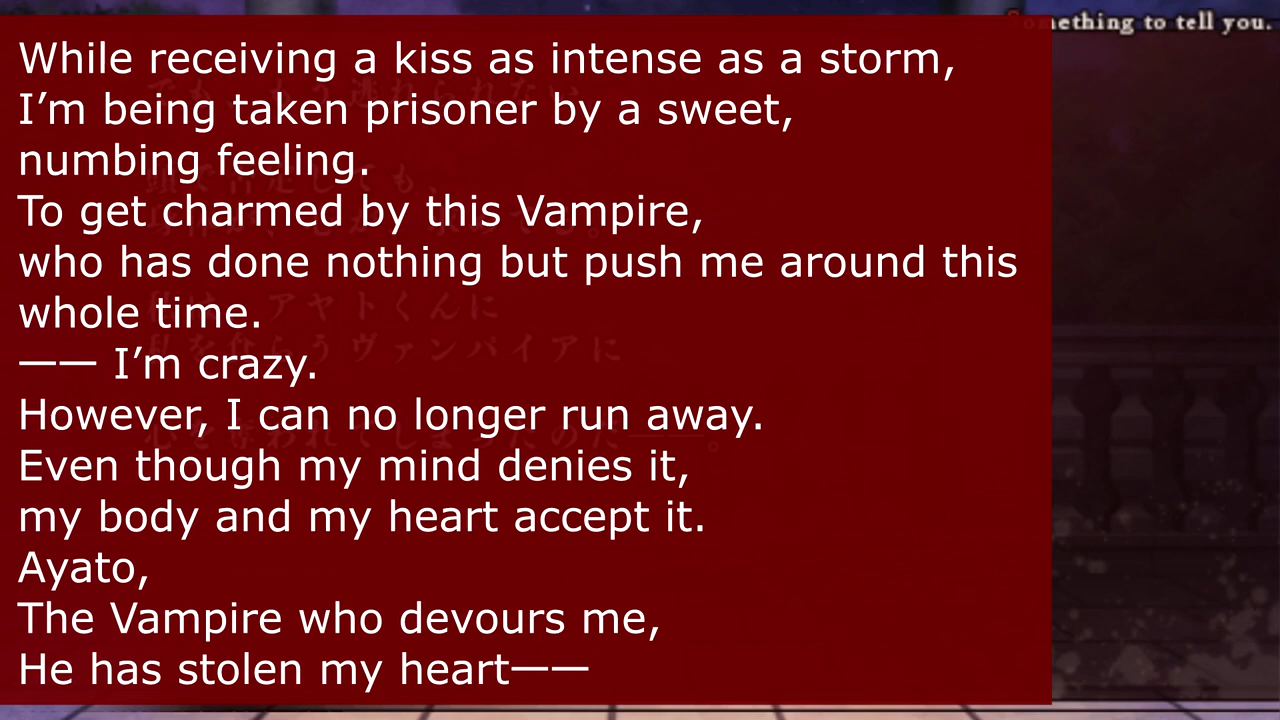 Something to tell you.
While receiving a kiss as intense as a storm,
I’m being taken prisoner by a sweet,
numbing feeling.
To get charmed by this Vampire,
who has done nothing but push me around this
whole time.
—— I’m crazy.
However, I can no longer run away.
Even though my mind denies it,
my body and my heart accept it.
Ayato,
The Vampire who devours me,
He has stolen my heart——